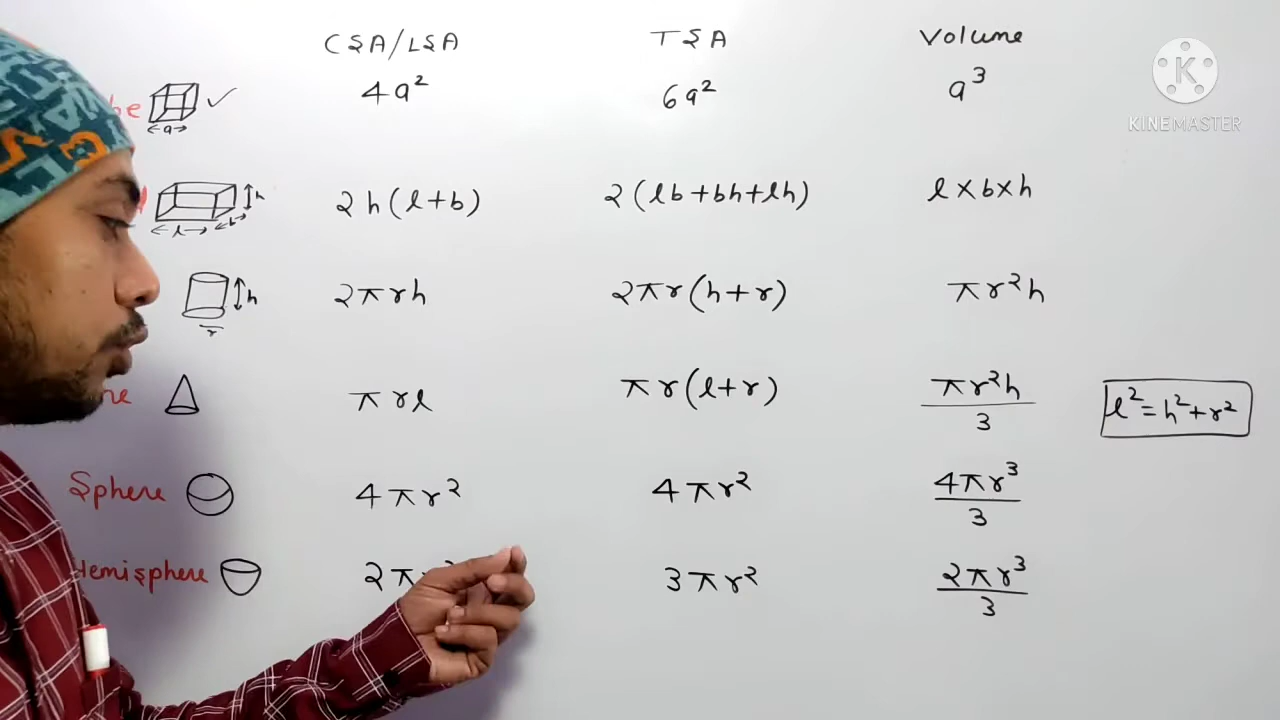 CSA/LSA TSA Volume
a 4a² 6a² a³
l b h 2h(l+b) 2(lb+bh+lh) l×b×h
h r 2πrh 2πr(h+r) πr²h
πrl πr(l+r) πr²h/3 l²=h²+r²
Sphere 4πr² 4πr² 4πr³/3
Hemisphere 3πr² 2πr³/3
KINEMASTER